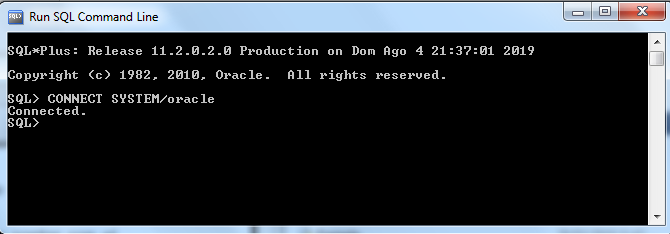 Run SQL Command Line
SQL*Plus: Release 11.2.0.2.0 Production on Dom Ago 4 21:37:01 2019
Copyright (c) 1982, 2010, Oracle.  All rights reserved.
SQL> CONNECT SYSTEM/oracle
Connected.
SQL>